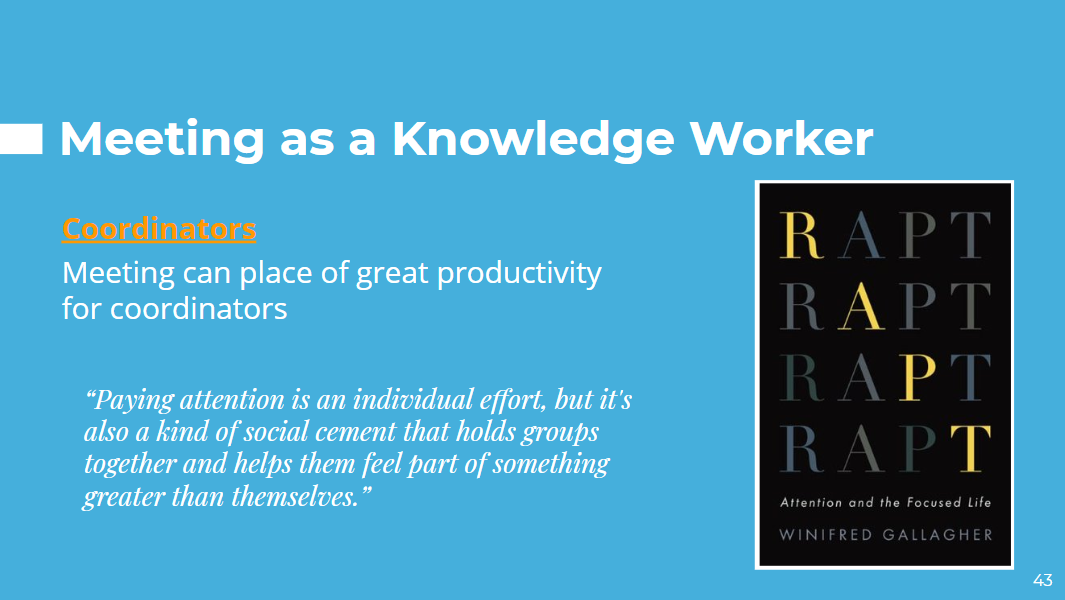 Meeting as a Knowledge Worker
Coordinators
Meeting can place of great productivity
for coordinators
“Paying attention is an individual effort, but it's
also a kind of social cement that holds groups
together and helps them feel part of something
greater than themselves.”
RAPT
RAPT
RAPT
RAPT
Attention and the Focused Life
WINIFRED GALLAGHER
43